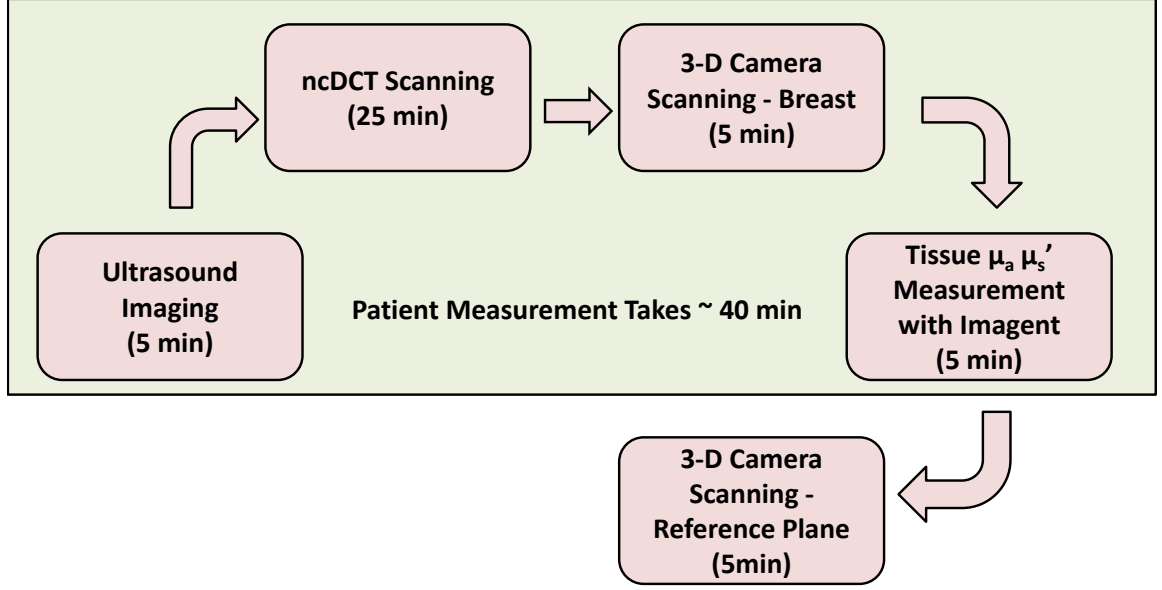 ncDCT Scanning
(25 min)
3-D Camera
Scanning - Breast
(5 min)
Ultrasound
Imaging
(5 min)
Patient Measurement Takes ~ 40 min
Tissue μa μs’
Measurement
with Imagent
(5 min)
3-D Camera
Scanning -
Reference Plane
(5min)